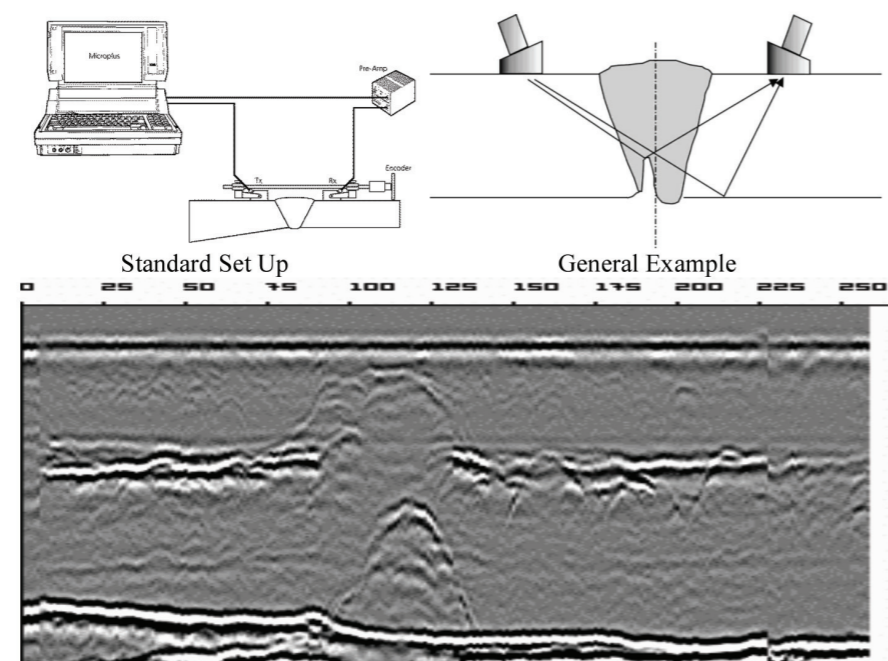 Microplus
Pre-Amp
Tx
Rx
Encoder
Standard Set Up
General Example
0 25 50 75 100 125 150 175 200 225 250